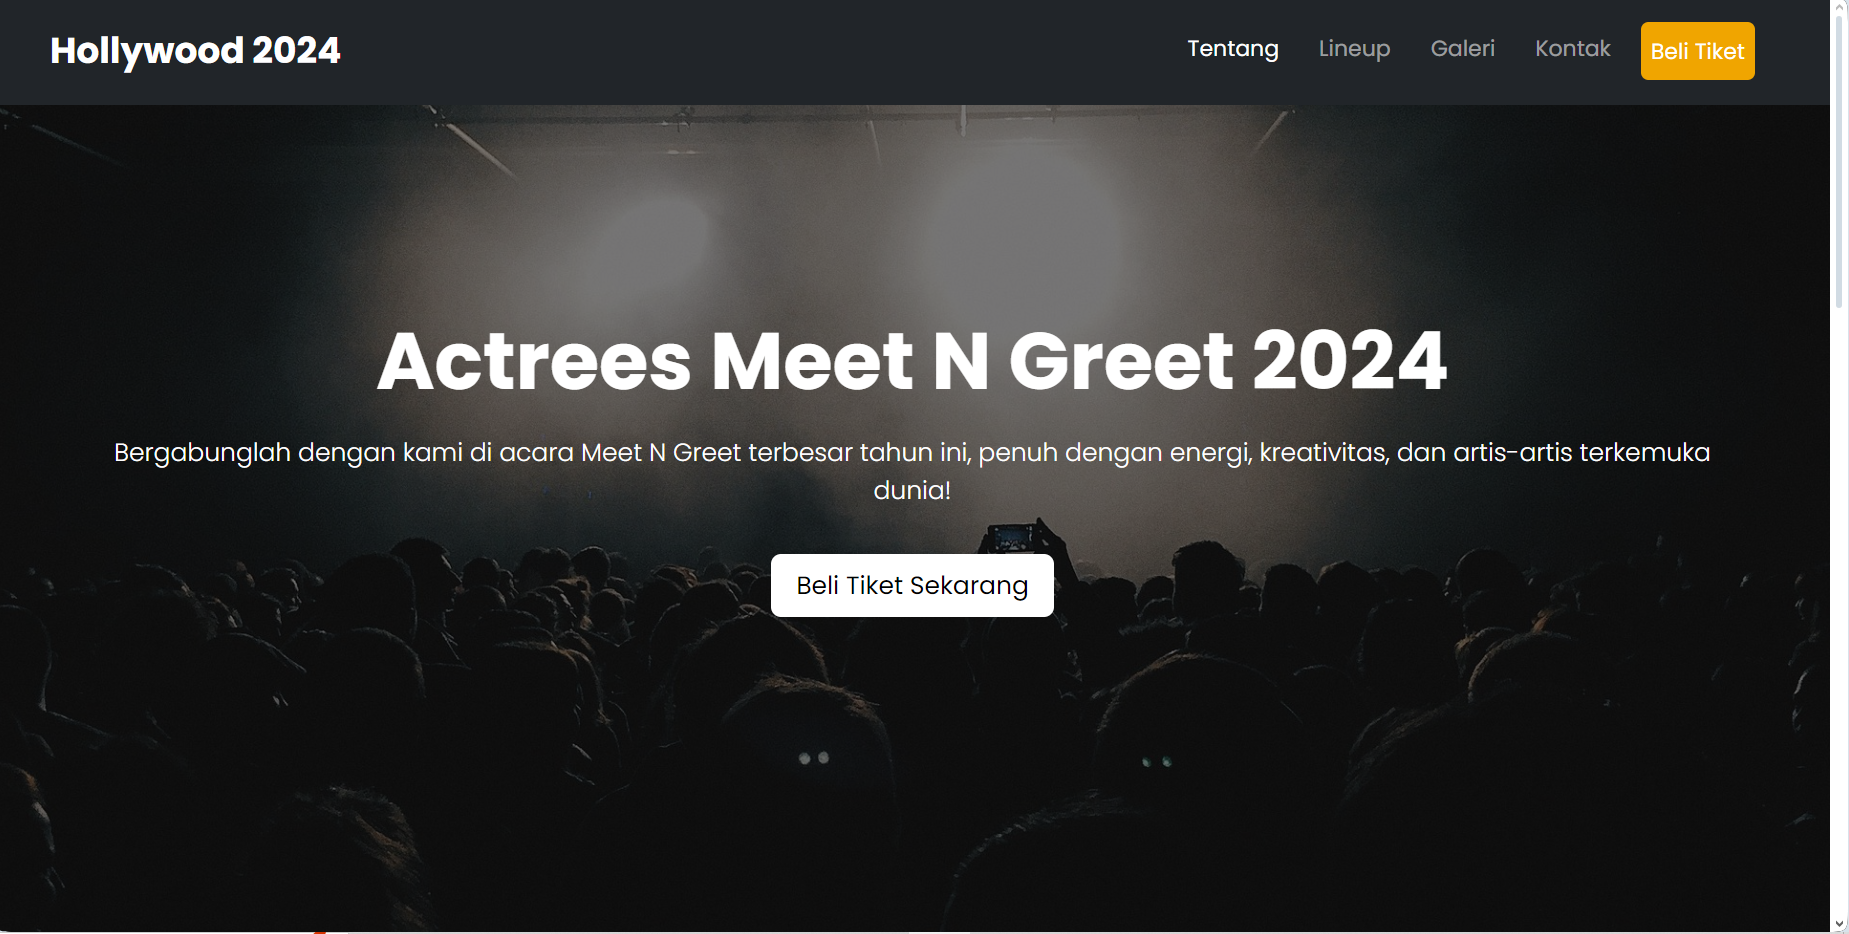 Hollywood 2024
Tentang
Lineup
Galeri
Kontak
Beli Tiket
Actrees Meet N Greet 2024
Bergabunglah dengan kami di acara Meet N Greet terbesar tahun ini, penuh dengan energi, kreativitas, dan artis-artis terkemuka
dunia!
Beli Tiket Sekarang